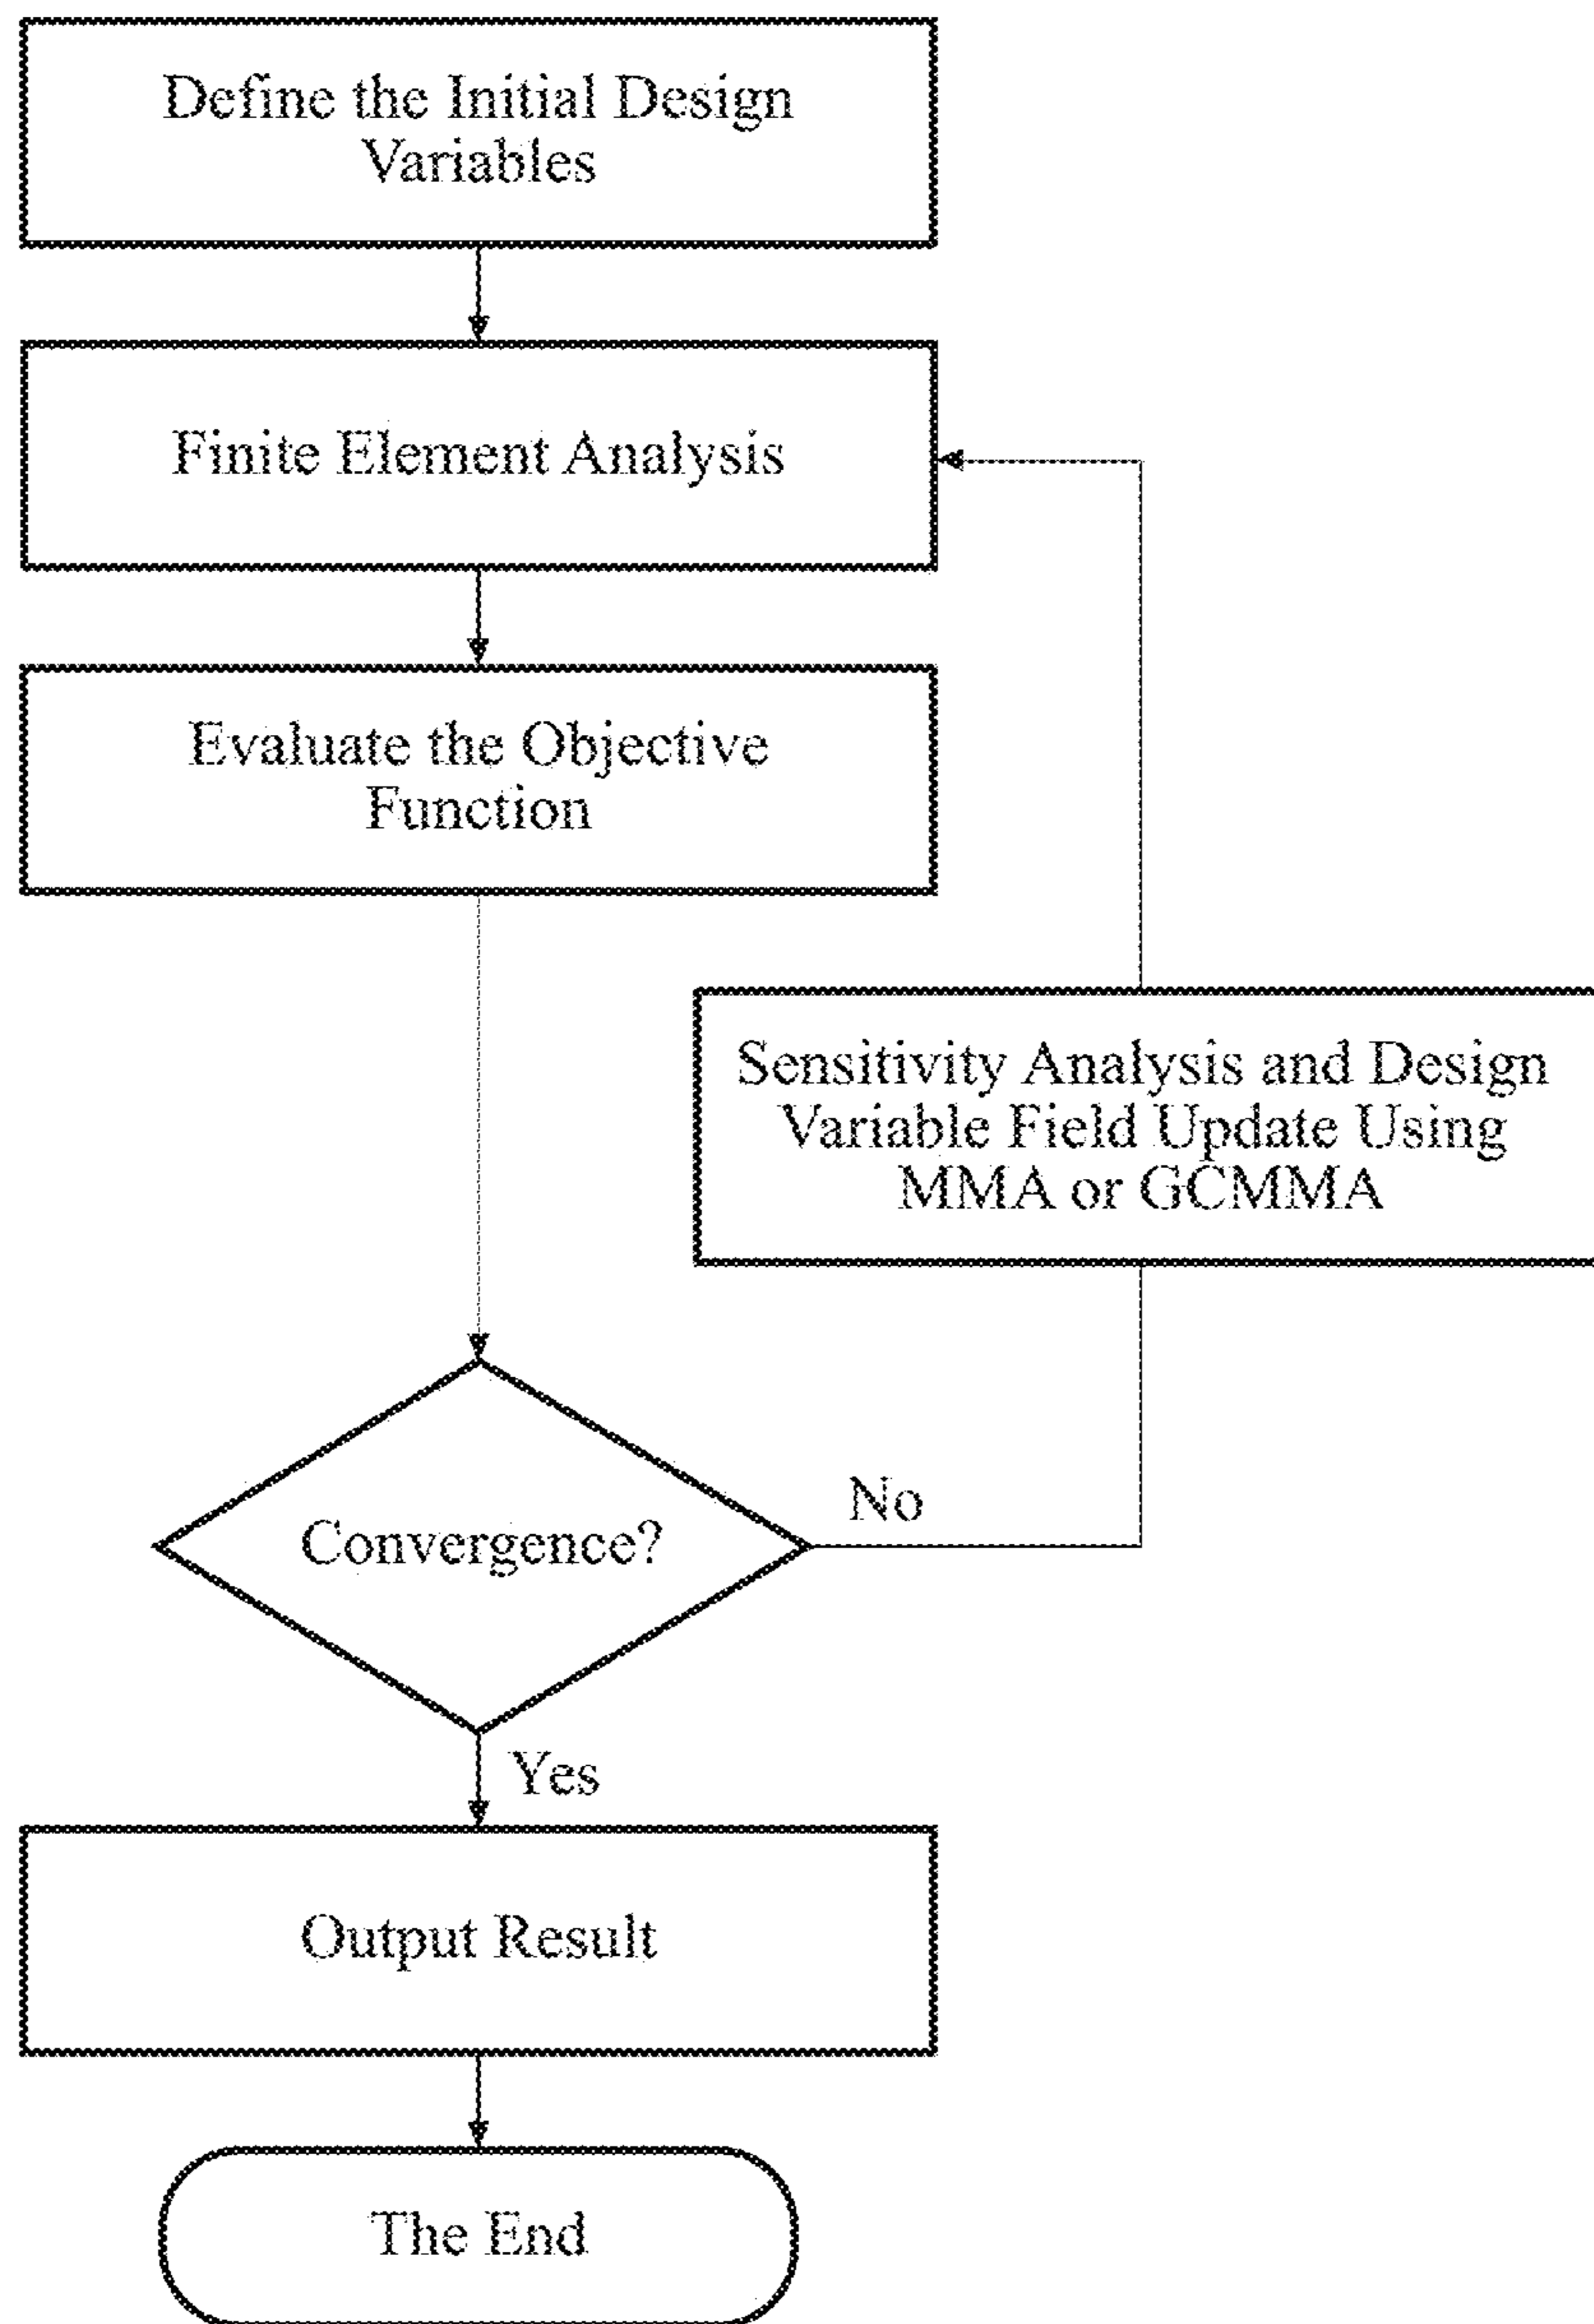 Define the Initial Design
Variables
Finite Element Analysis
Evaluate the Objective
Function
Sensitivity Analysis and Design
Variable Field Update Using
MMA or GCMMA
Convergence?
No
Yes
Output Result
The End